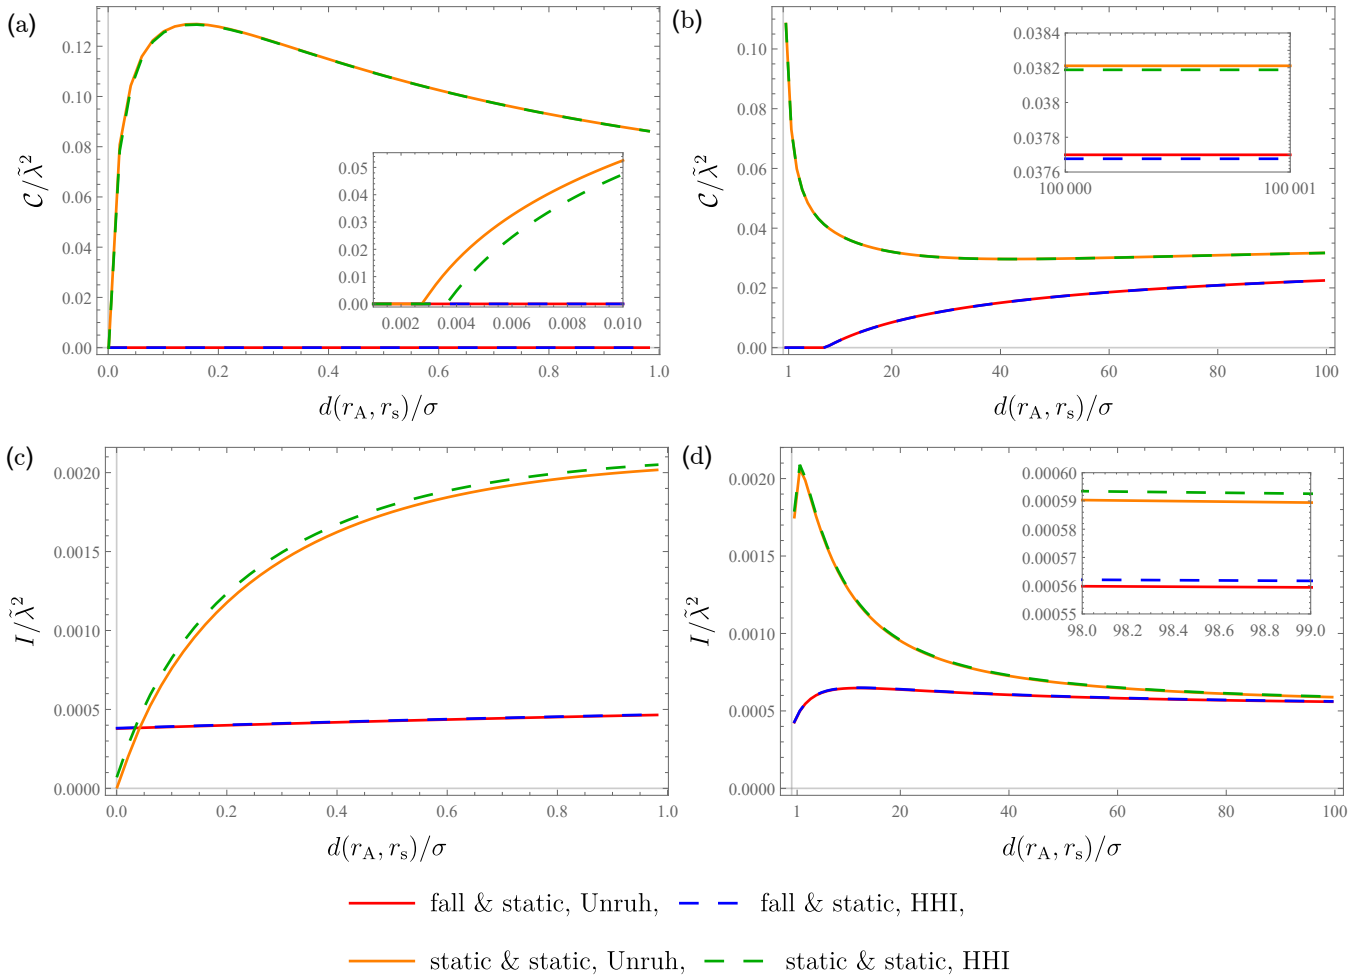 (a)
0.12
0.10
0.08
0.06
0.04
0.02
0.00
C/λ̃²
0.05
0.04
0.03
0.02
0.01
0.00
0.002 0.004 0.006 0.008 0.010
0.0 0.2 0.4 0.6 0.8 1.0
d(r_A, r_s)/σ
(b)
0.10
0.08
0.06
0.04
0.02
0.00
C/λ̃²
0.0384
0.0382
0.038
0.0378
0.0376
100 000 100 001
1 20 40 60 80 100
d(r_A, r_s)/σ
(c)
0.0020
0.0015
0.0010
0.0005
0.0000
I/λ̃²
0.0 0.2 0.4 0.6 0.8 1.0
d(r_A, r_s)/σ
(d)
0.0020
0.0015
0.0010
0.0005
0.0000
I/λ̃²
0.00060
0.00059
0.00058
0.00057
0.00056
0.00055
98.0 98.2 98.4 98.6 98.8 99.0
1 20 40 60 80 100
d(r_A, r_s)/σ
fall & static, Unruh, fall & static, HHI,
static & static, Unruh, static & static, HHI